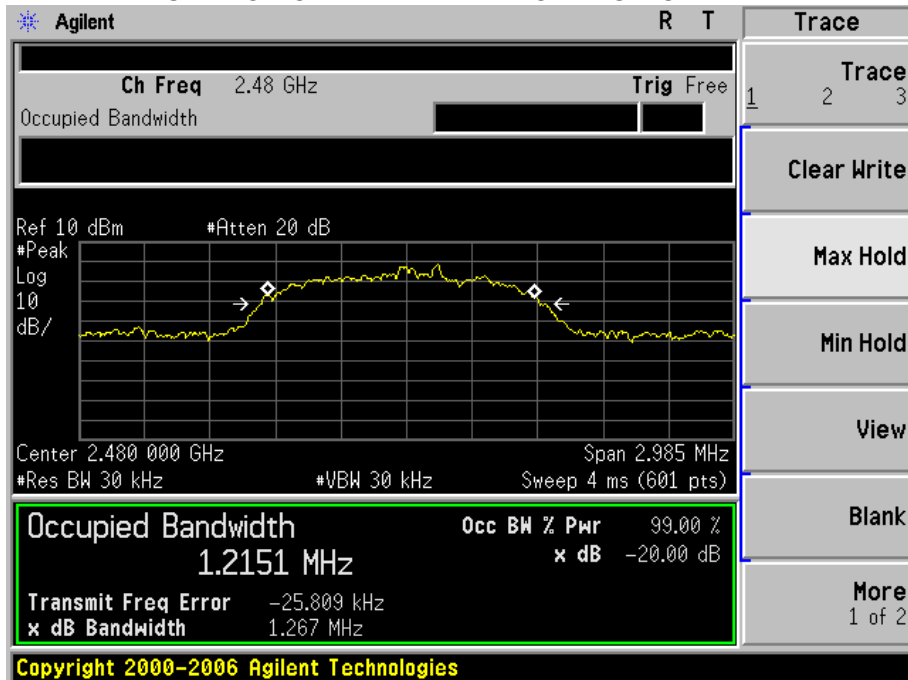 Agilent R T
Trace
Ch Freq 2.48 GHz Trig Free
Occupied Bandwidth
Trace
1 2 3
Clear Write
Max Hold
Min Hold
View
Blank
More
1 of 2
Ref 10 dBm #Atten 20 dB
#Peak
Log
10
dB/
Center 2.480 000 GHz Span 2.985 MHz
#Res BW 30 kHz #VBW 30 kHz Sweep 4 ms (601 pts)
Occupied Bandwidth Occ BW % Pwr 99.00 %
1.2151 MHz x dB -20.00 dB
Transmit Freq Error -25.809 kHz
x dB Bandwidth 1.267 MHz
Copyright 2000-2006 Agilent Technologies